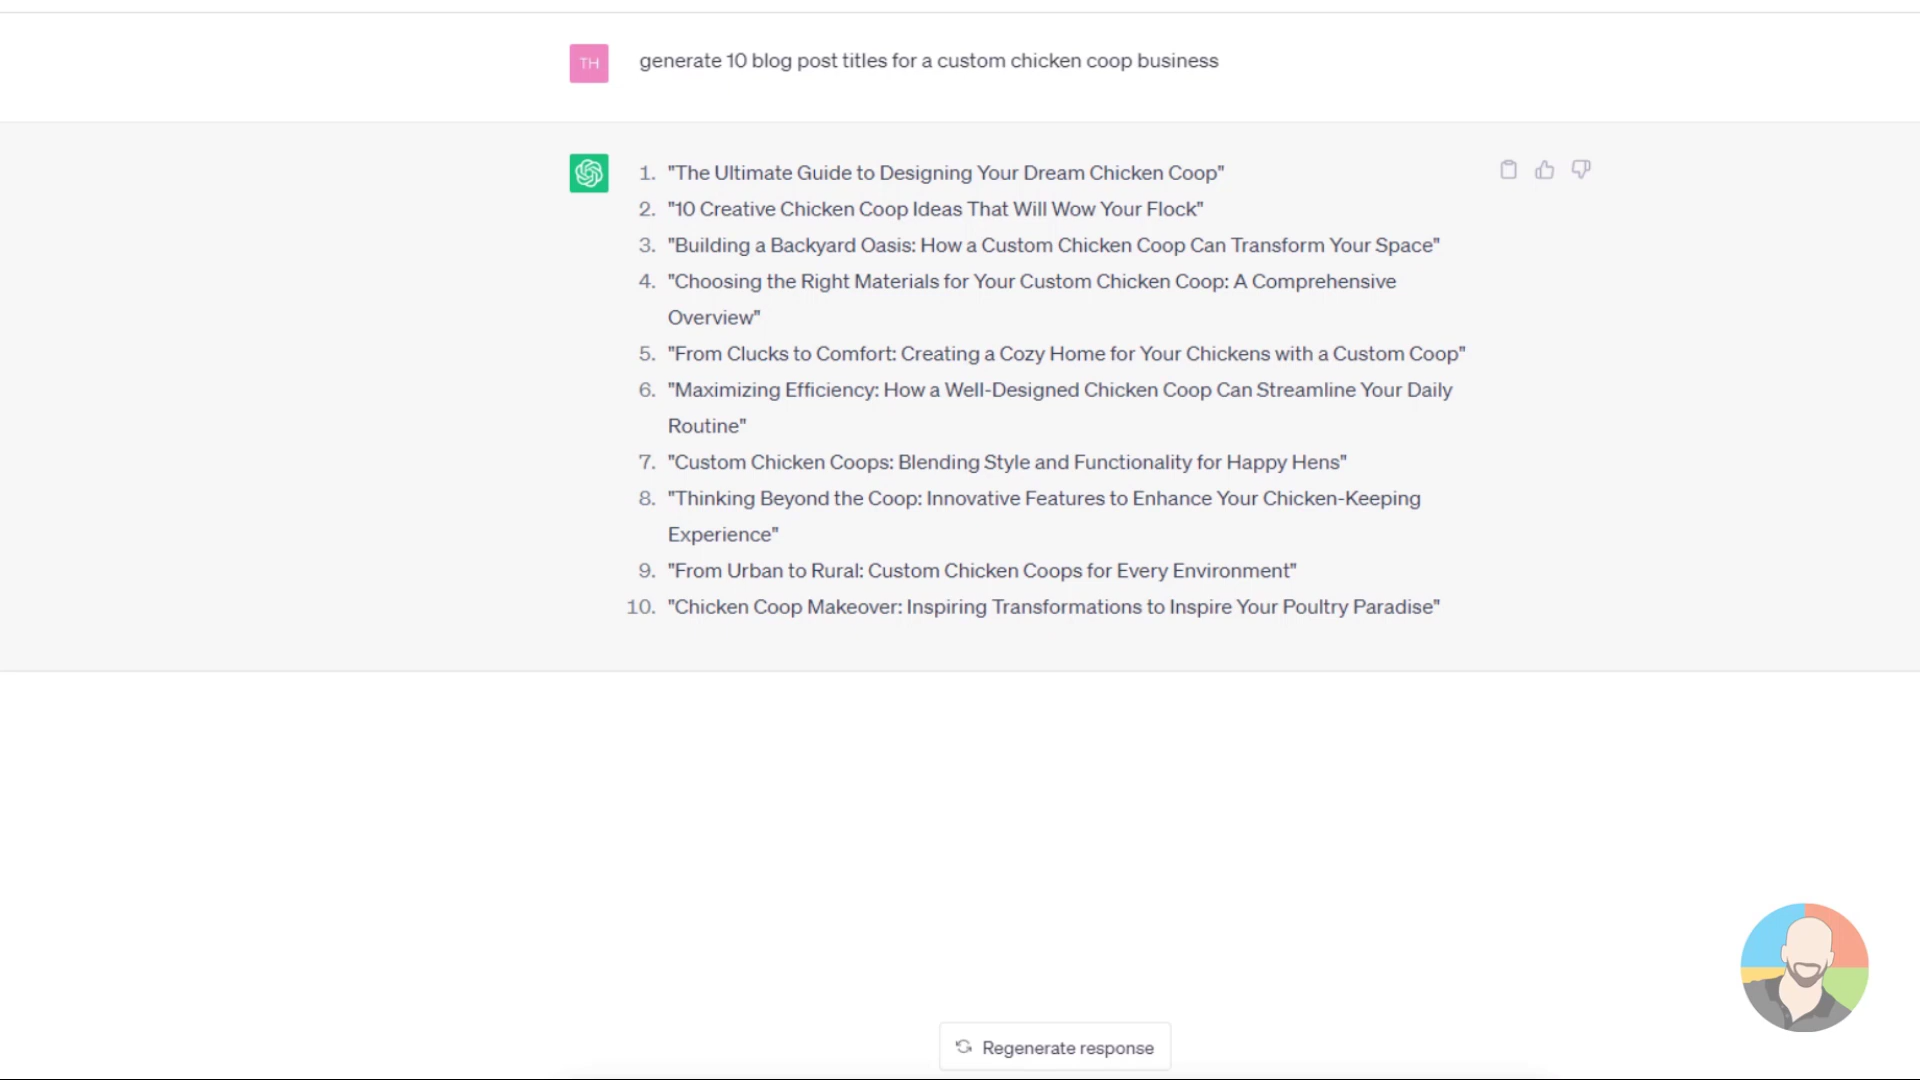 TH
generate 10 blog post titles for a custom chicken coop business
1. "The Ultimate Guide to Designing Your Dream Chicken Coop"
2. "10 Creative Chicken Coop Ideas That Will Wow Your Flock"
3. "Building a Backyard Oasis: How a Custom Chicken Coop Can Transform Your Space"
4. "Choosing the Right Materials for Your Custom Chicken Coop: A Comprehensive
Overview"
5. "From Clucks to Comfort: Creating a Cozy Home for Your Chickens with a Custom Coop"
6. "Maximizing Efficiency: How a Well-Designed Chicken Coop Can Streamline Your Daily
Routine"
7. "Custom Chicken Coops: Blending Style and Functionality for Happy Hens"
8. "Thinking Beyond the Coop: Innovative Features to Enhance Your Chicken-Keeping
Experience"
9. "From Urban to Rural: Custom Chicken Coops for Every Environment"
10. "Chicken Coop Makeover: Inspiring Transformations to Inspire Your Poultry Paradise"
Regenerate response